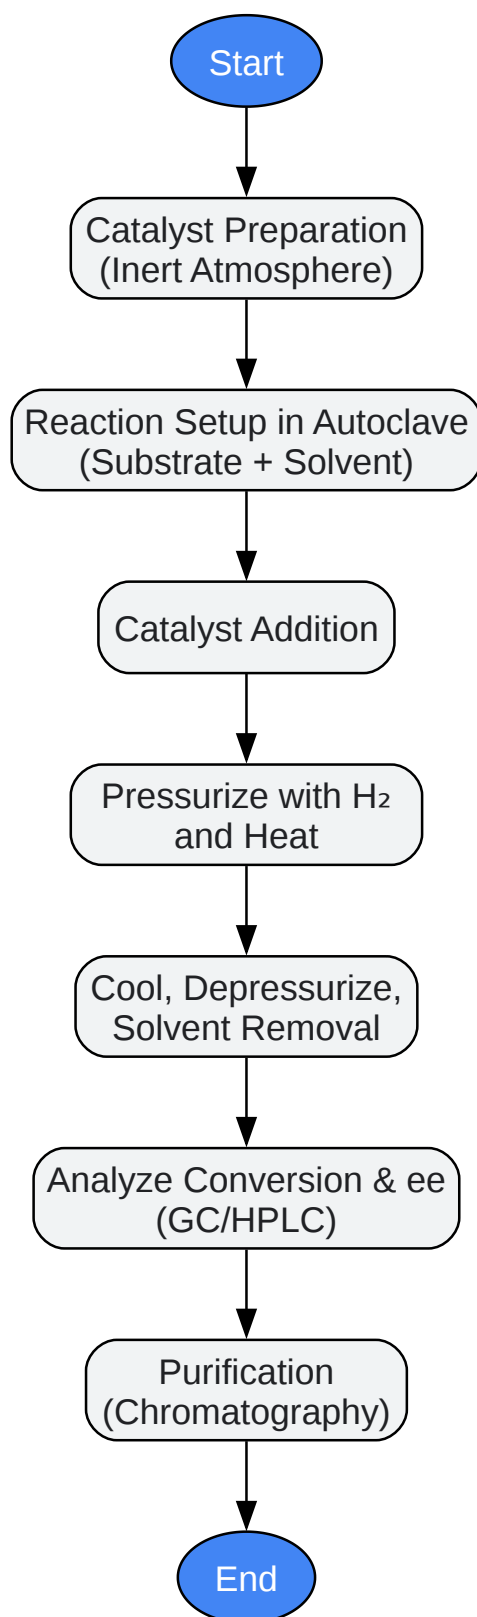 Start
Catalyst Preparation
(Inert Atmosphere)
Reaction Setup in Autoclave
(Substrate + Solvent)
Catalyst Addition
Pressurize with H₂
and Heat
Cool, Depressurize,
Solvent Removal
Analyze Conversion & ee
(GC/HPLC)
Purification
(Chromatography)
End